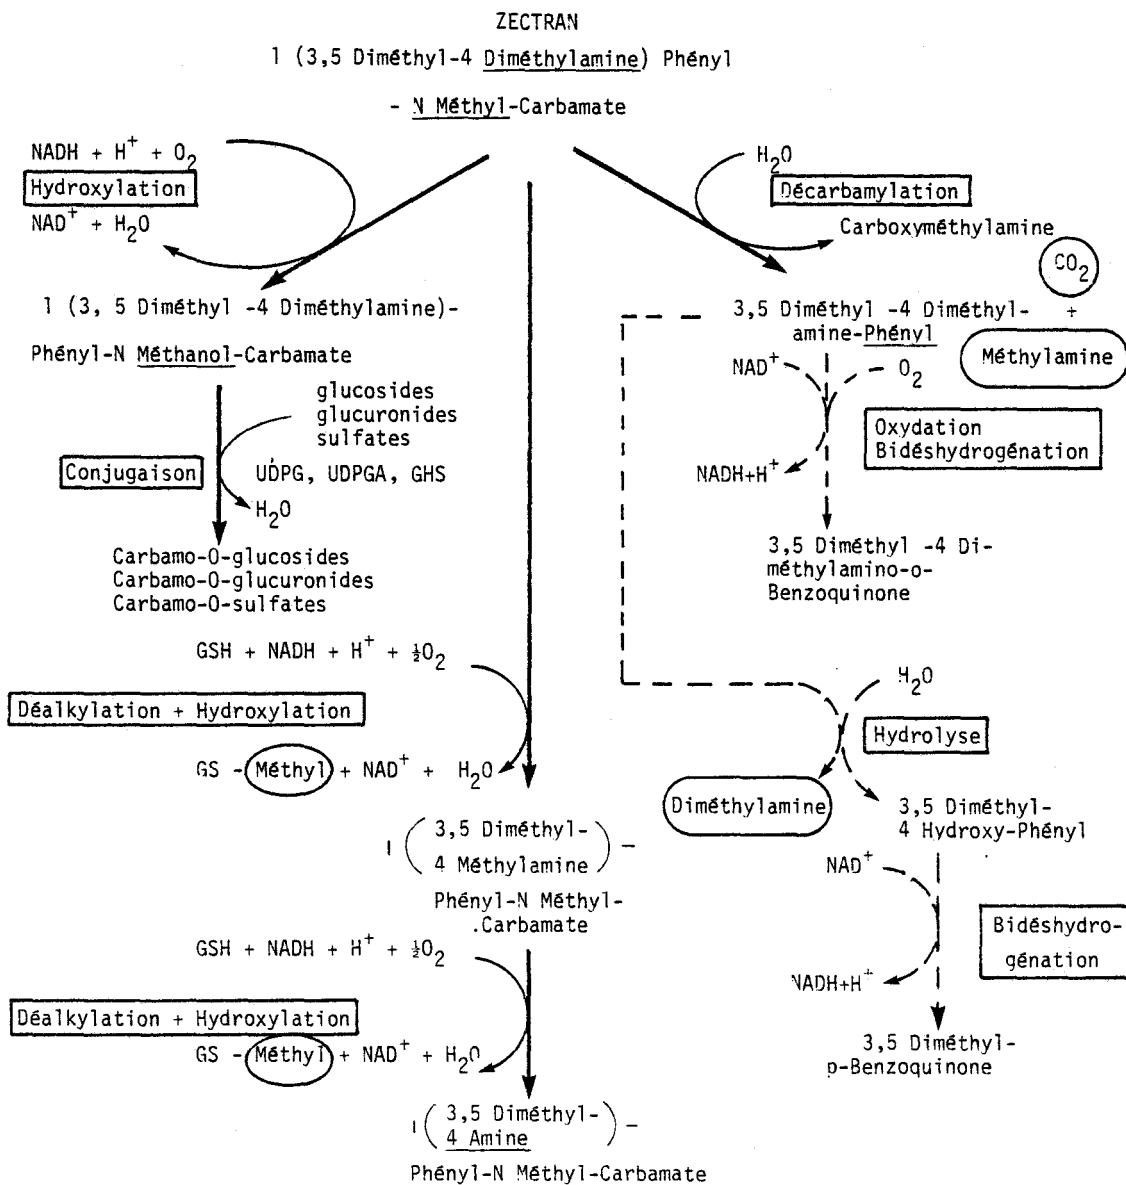 ZECTRAN
1 (3,5 Diméthyl-4 Diméthylamine) Phényl
- N Méthyl-Carbamate
NADH + H+ + O2
Hydroxylation
NAD+ + H2O
1 (3, 5 Diméthyl -4 Diméthylamine)-
Phényl-N Méthanol-Carbamate
glucosides
glucuronides
sulfates
Conjugaison
UDPG, UDPGA, GHS
H2O
Carbamo-O-glucosides
Carbamo-O-glucuronides
Carbamo-O-sulfates
GSH + NADH + H+ + ½O2
Déalkylation + Hydroxylation
GS - Méthyl + NAD+ + H2O
1 ( 3,5 Diméthyl-
4 Méthylamine ) -
Phényl-N Méthyl-
.Carbamate
GSH + NADH + H+ + ½O2
Déalkylation + Hydroxylation
GS - Méthyl + NAD+ + H2O
1 ( 3,5 Diméthyl-
4 Amine ) -
Phényl-N Méthyl-Carbamate
H2O
Décarbamylation
Carboxyméthylamine
CO2
3,5 Diméthyl -4 Diméthyl- +
amine-Phényl
Méthylamine
NAD+
O2
Oxydation
Bidéshydrogénation
NADH+H+
3,5 Diméthyl -4 Di-
méthylamino-o-
Benzoquinone
H2O
Hydrolyse
Diméthylamine
3,5 Diméthyl-
4 Hydroxy-Phényl
NAD+
Bidéshydro-
génation
NADH+H+
3,5 Diméthyl-
p-Benzoquinone